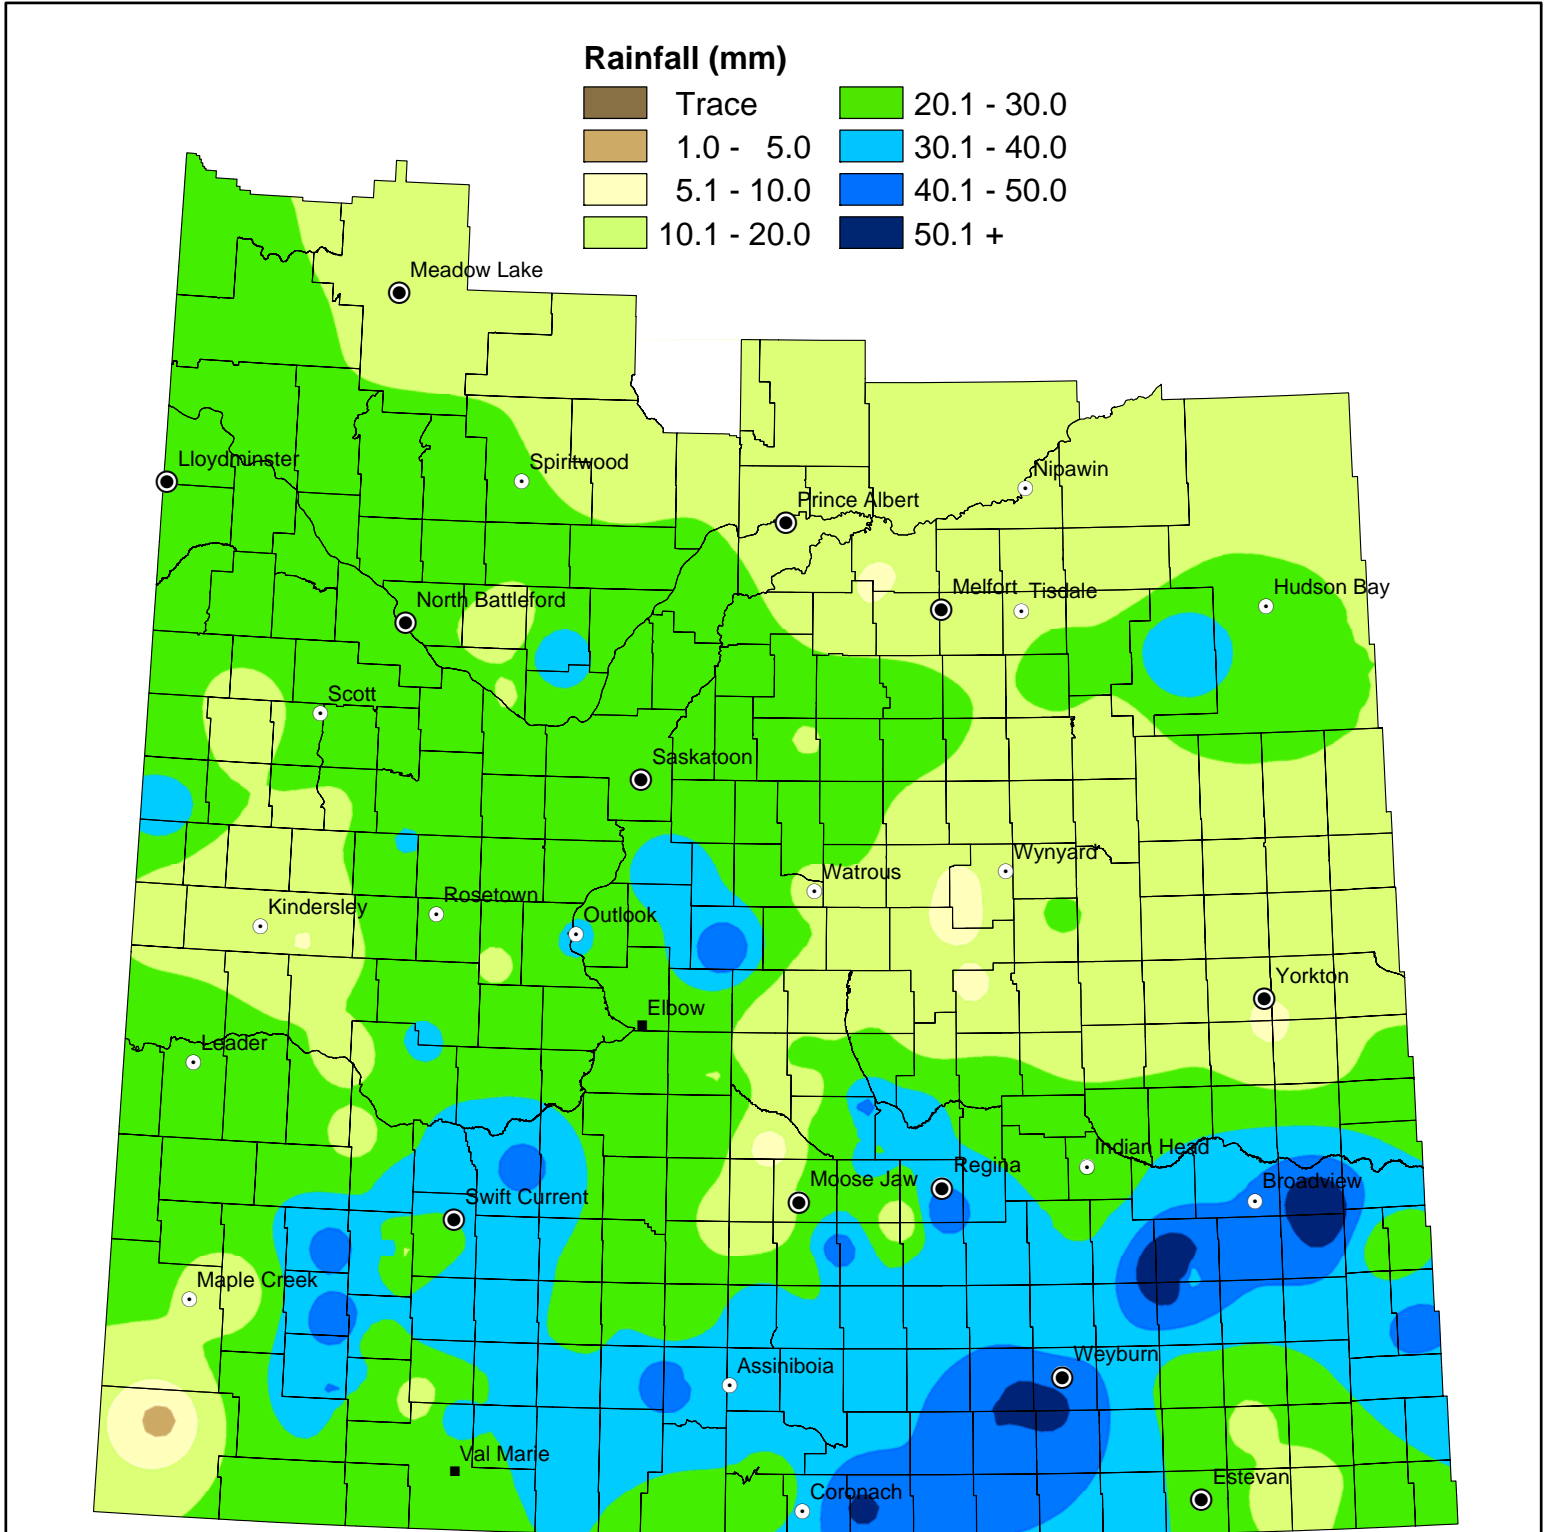 Rainfall (mm)
Trace
1.0 - 5.0
5.1 - 10.0
10.1 - 20.0
20.1 - 30.0
30.1 - 40.0
40.1 - 50.0
50.1 +
Meadow Lake
Lloydminster
Spiritwood
Nipawin
Prince Albert
North Battleford
Melfort
Tisdale
Hudson Bay
Scott
Saskatoon
Watrous
Wynyard
Kindersley
Rosetown
Outlook
Yorkton
Elbow
Leader
Indian Head
Moose Jaw
Regina
Broadview
Swift Current
Maple Creek
Assiniboia
Weyburn
Val Marie
Coronach
Estevan